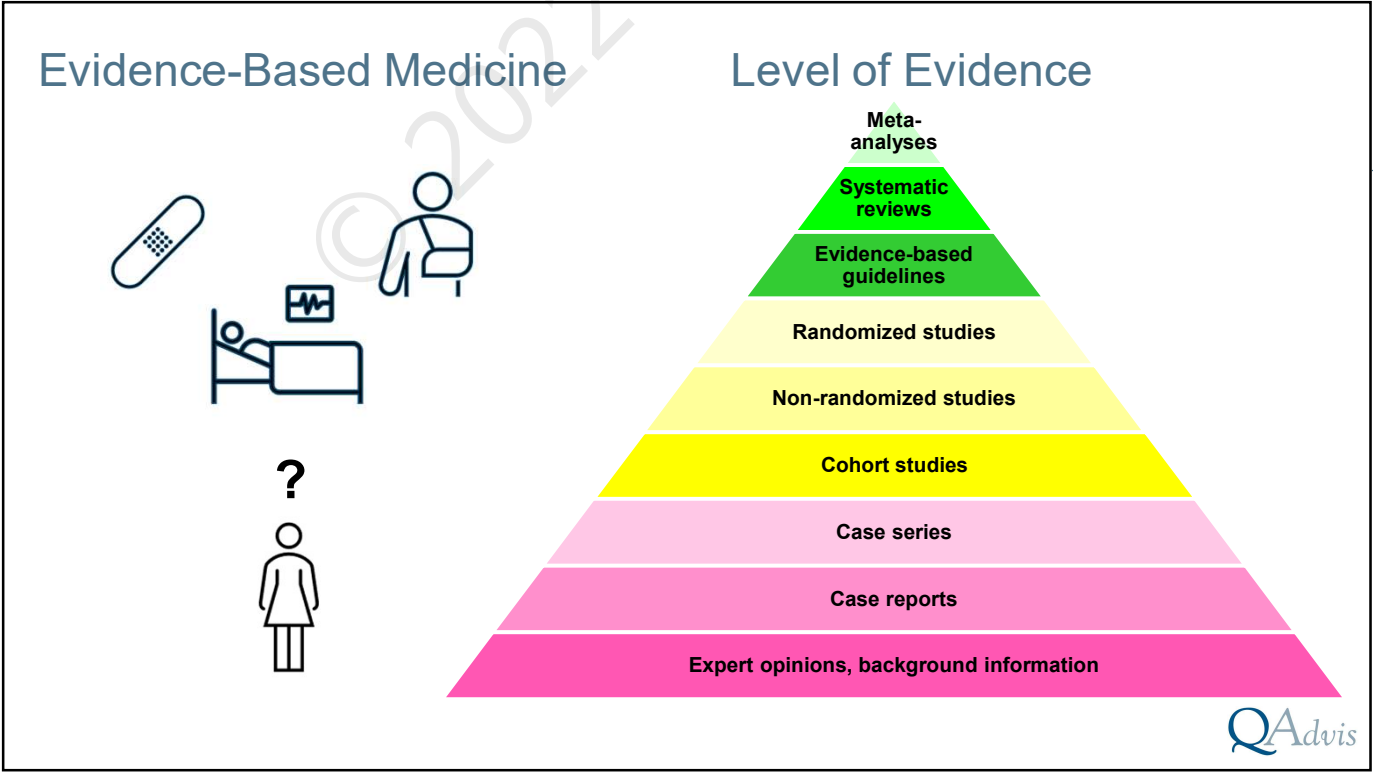 Evidence-Based Medicine
Level of Evidence
© 2022
Meta-
analyses
Systematic
reviews
Evidence-based
guidelines
Randomized studies
Non-randomized studies
Cohort studies
?
Case series
Case reports
Expert opinions, background information
QAdvis